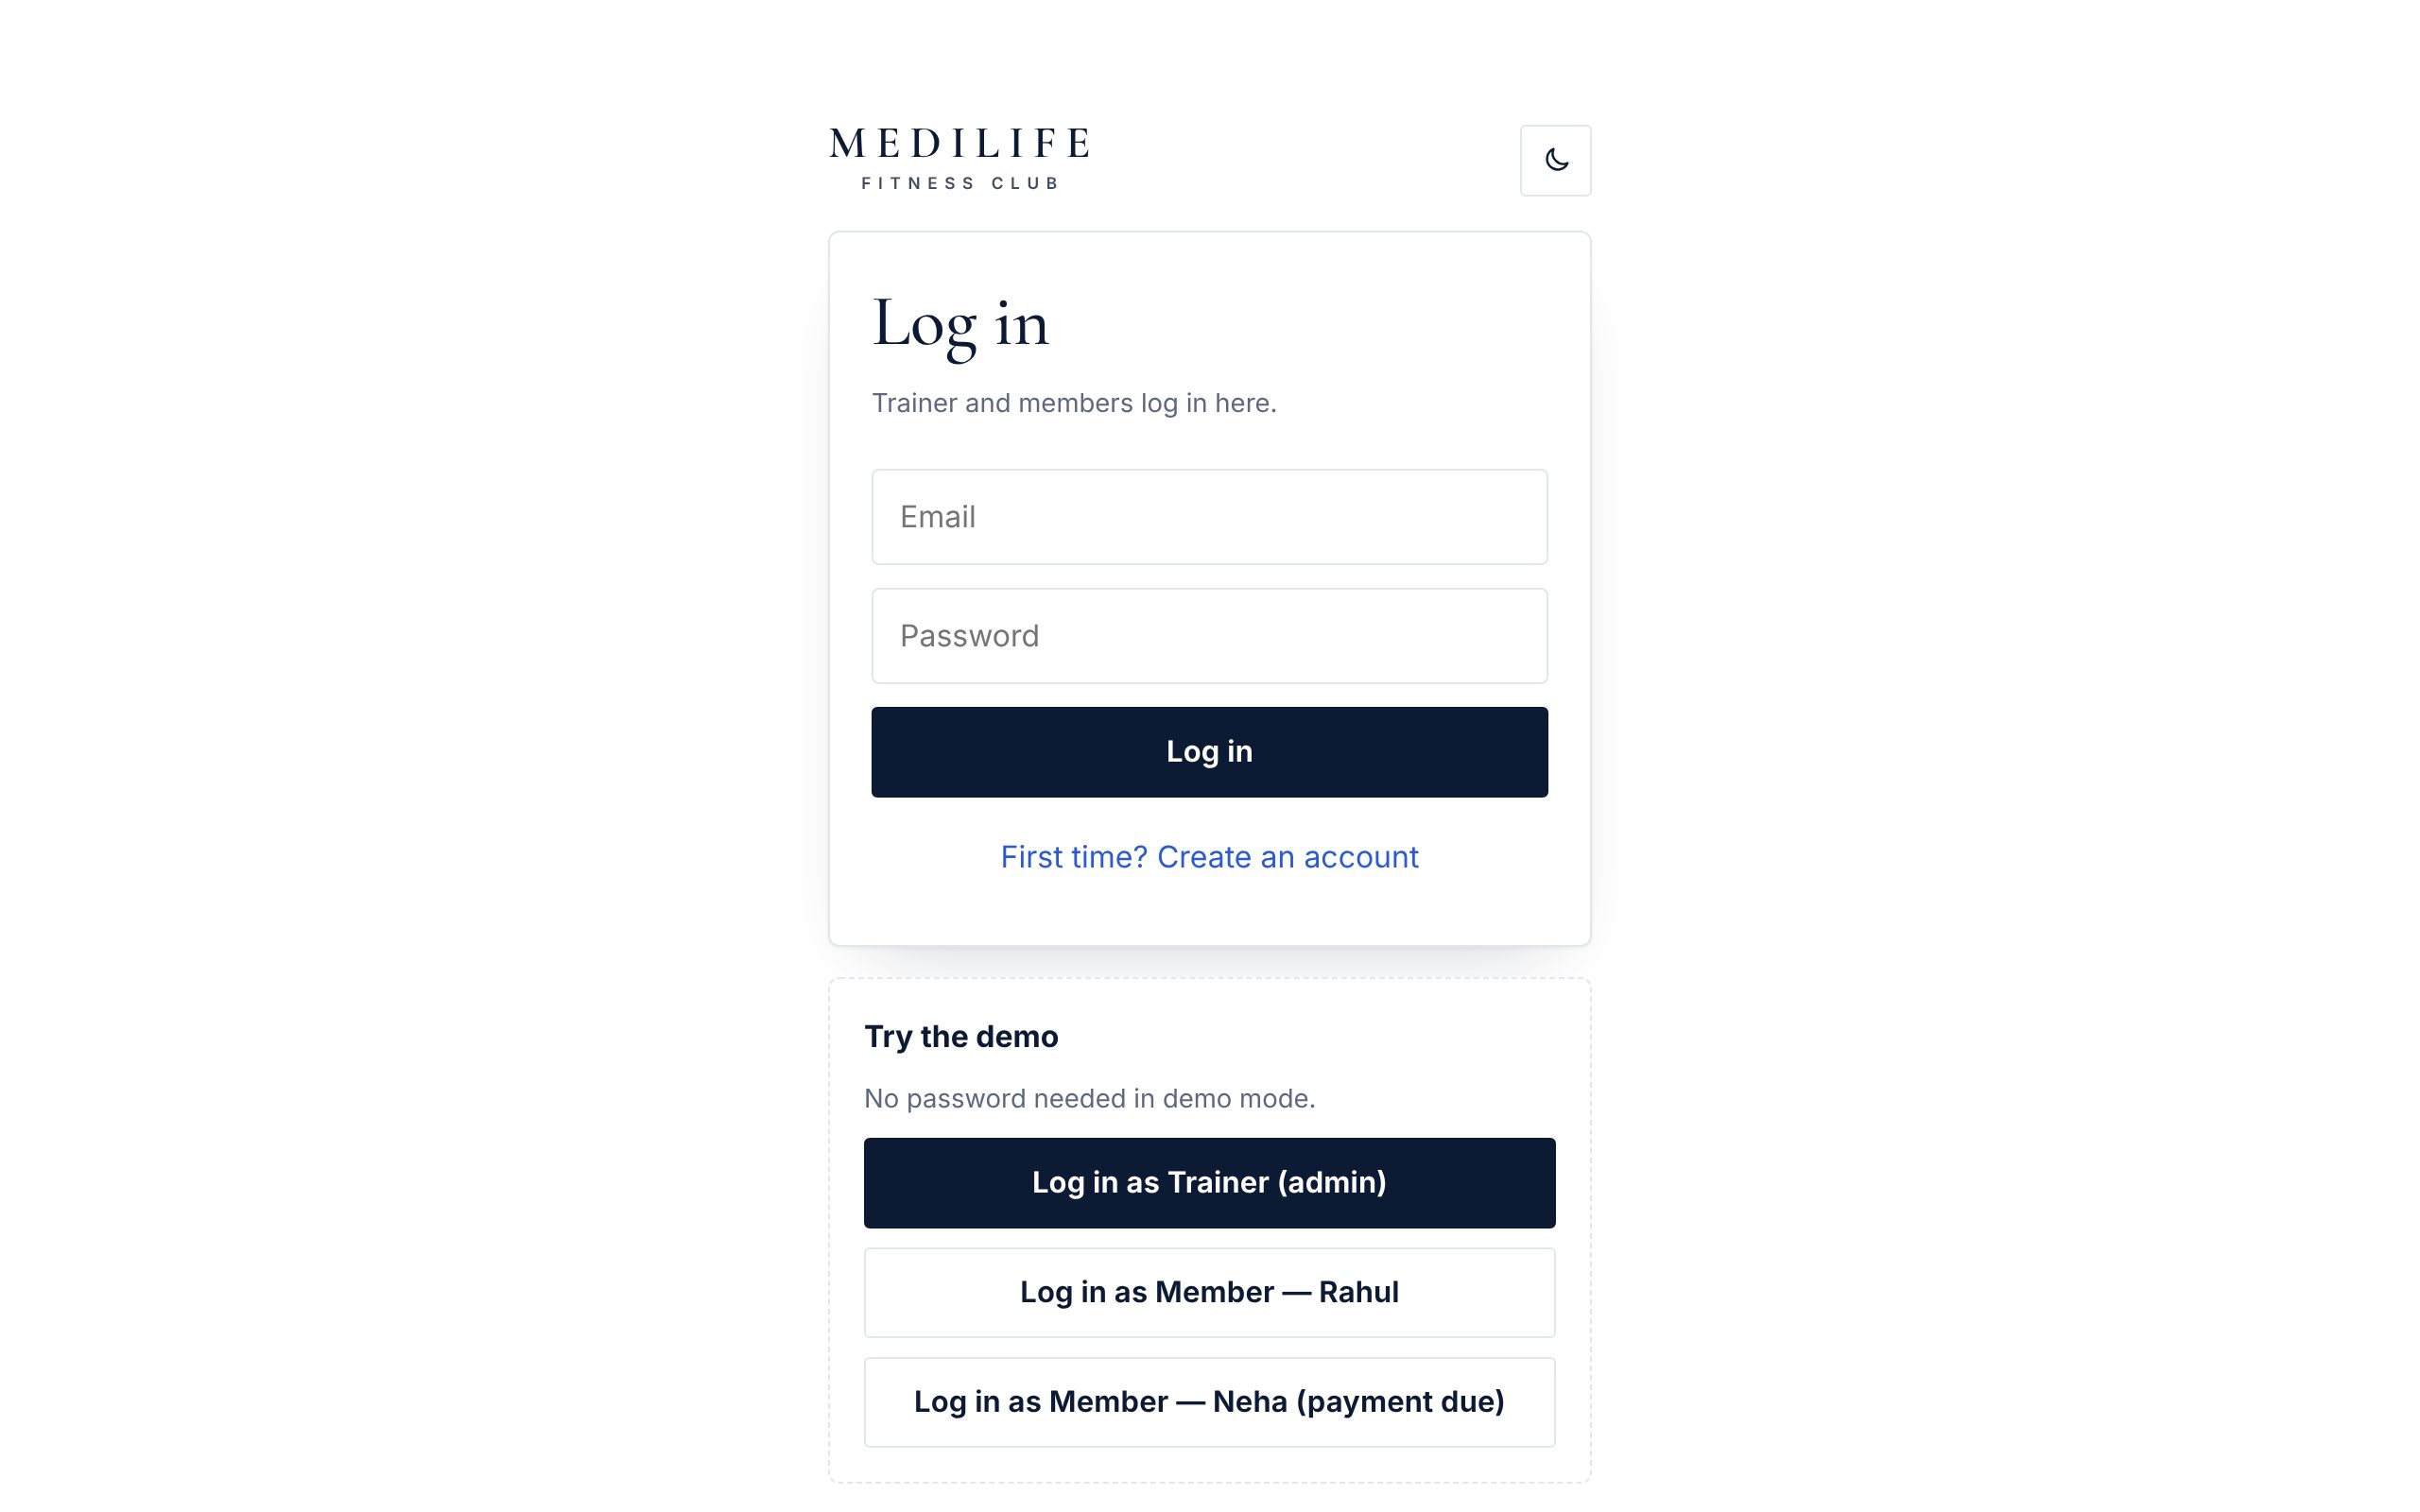 MEDILIFE
FITNESS CLUB
Log in
Trainer and members log in here.
Email
Password
Log in
First time? Create an account
Try the demo
No password needed in demo mode.
Log in as Trainer (admin)
Log in as Member — Rahul
Log in as Member — Neha (payment due)